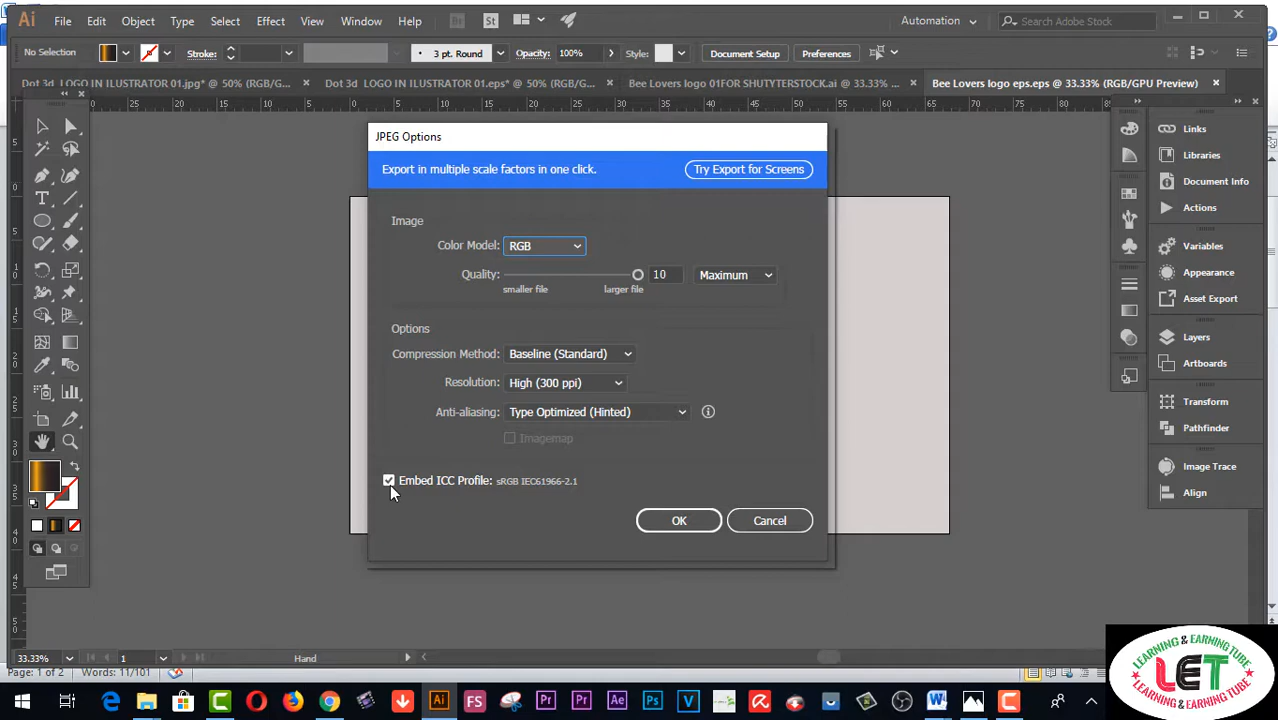 Ai File Edit Object Type Select Effect View Window Help Br St Automation Search Adobe Stock
No Selection Stroke: 3 pt. Round Opacity: 100% Style: Document Setup Preferences
Dot 3d LOGO IN ILUSTRATOR 01.jpg* @ 50% (RGB/G... × Dot 3d LOGO IN ILUSTRATOR 01.eps* @ 50% (RGB/G... × Bee Lovers logo 01FOR SHUTYTERSTOCK.ai @ 33.33% ... × Bee Lovers logo eps.eps @ 33.33% (RGB/GPU Preview) ×
JPEG Options
Export in multiple scale factors in one click. Try Export for Screens
Image
Color Model: RGB
Quality: 10 Maximum
smaller file larger file
Options
Compression Method: Baseline (Standard)
Resolution: High (300 ppi)
Anti-aliasing: Type Optimized (Hinted)
Imagemap
Embed ICC Profile: sRGB IEC61966-2.1
OK Cancel
Links
Libraries
Document Info
Actions
Variables
Appearance
Asset Export
Layers
Artboards
Transform
Pathfinder
Image Trace
Align
33.33% 1 Hand
Page: 1 of 2 Words: 11/101
LEARNING & EARNING TUBE
LET
LEARNING & EARNING TUBE